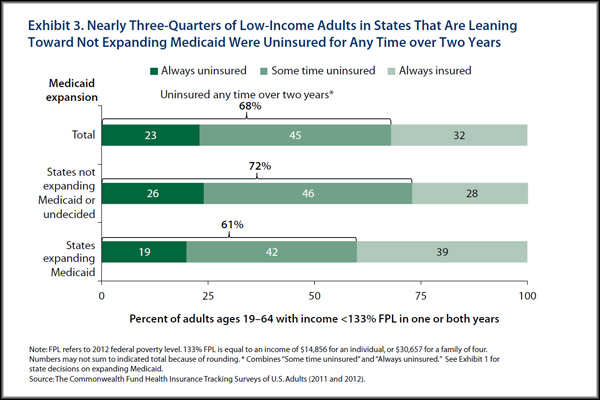 Exhibit 3. Nearly Three-Quarters of Low-Income Adults in States That Are Leaning
Toward Not Expanding Medicaid Were Uninsured for Any Time over Two Years
Always uninsured Some time uninsured Always insured
Medicaid
expansion
Uninsured any time over two years*
68%
Total 23 45 32
72%
States not
expanding
Medicaid or
undecided
26 46 28
61%
States
expanding
Medicaid
19 42 39
0 25 50 75 100
Percent of adults ages 19–64 with income <133% FPL in one or both years
Note: FPL refers to 2012 federal poverty level. 133% FPL is equal to an income of $14,856 for an individual, or $30,657 for a family of four.
Numbers may not sum to indicated total because of rounding. * Combines “Some time uninsured” and “Always uninsured.” See Exhibit 1 for
state decisions on expanding Medicaid.
Source: The Commonwealth Fund Health Insurance Tracking Surveys of U.S. Adults (2011 and 2012).